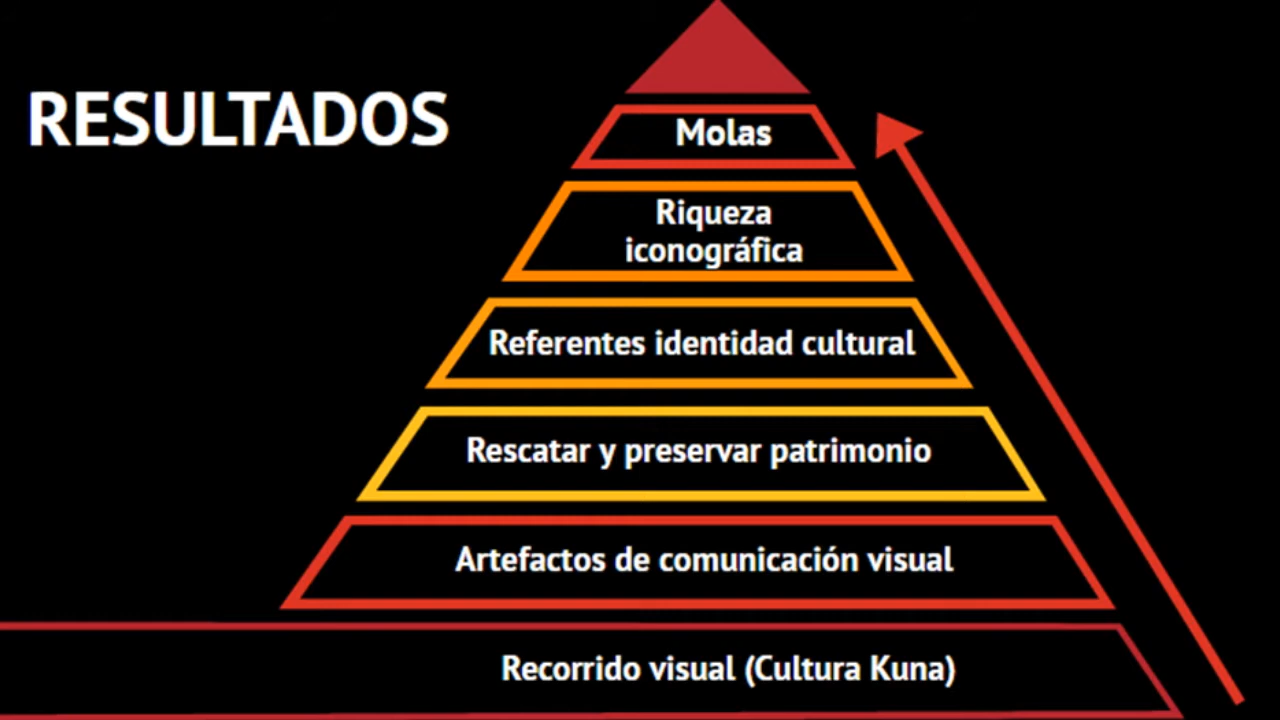 RESULTADOS
Molas
Riqueza
iconográfica
Referentes identidad cultural
Rescatar y preservar patrimonio
Artefactos de comunicación visual
Recorrido visual (Cultura Kuna)